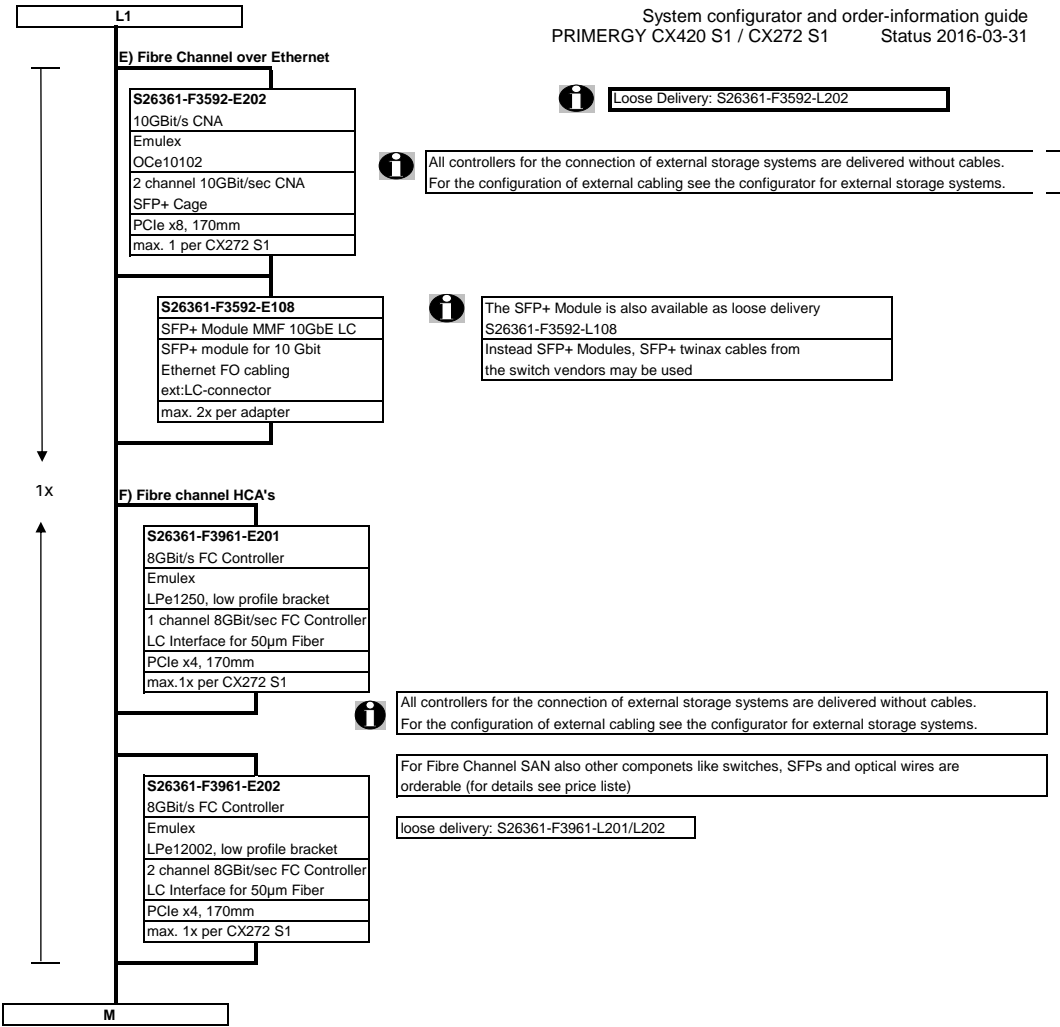 L1
System configurator and order-information guide
PRIMERGY CX420 S1 / CX272 S1 Status 2016-03-31
E) Fibre Channel over Ethernet
S26361-F3592-E202
10GBit/s CNA
Emulex
OCe10102
2 channel 10GBit/sec CNA
SFP+ Cage
PCIe x8, 170mm
max. 1 per CX272 S1
Loose Delivery: S26361-F3592-L202
All controllers for the connection of external storage systems are delivered without cables.
For the configuration of external cabling see the configurator for external storage systems.
S26361-F3592-E108
SFP+ Module MMF 10GbE LC
SFP+ module for 10 Gbit
Ethernet FO cabling
ext:LC-connector
max. 2x per adapter
The SFP+ Module is also available as loose delivery
S26361-F3592-L108
Instead SFP+ Modules, SFP+ twinax cables from
the switch vendors may be used
1x
F) Fibre channel HCA's
S26361-F3961-E201
8GBit/s FC Controller
Emulex
LPe1250, low profile bracket
1 channel 8GBit/sec FC Controller
LC Interface for 50µm Fiber
PCIe x4, 170mm
max.1x per CX272 S1
All controllers for the connection of external storage systems are delivered without cables.
For the configuration of external cabling see the configurator for external storage systems.
For Fibre Channel SAN also other componets like switches, SFPs and optical wires are
orderable (for details see price liste)
S26361-F3961-E202
8GBit/s FC Controller
Emulex
LPe12002, low profile bracket
2 channel 8GBit/sec FC Controller
LC Interface for 50µm Fiber
PCIe x4, 170mm
max. 1x per CX272 S1
loose delivery: S26361-F3961-L201/L202
M